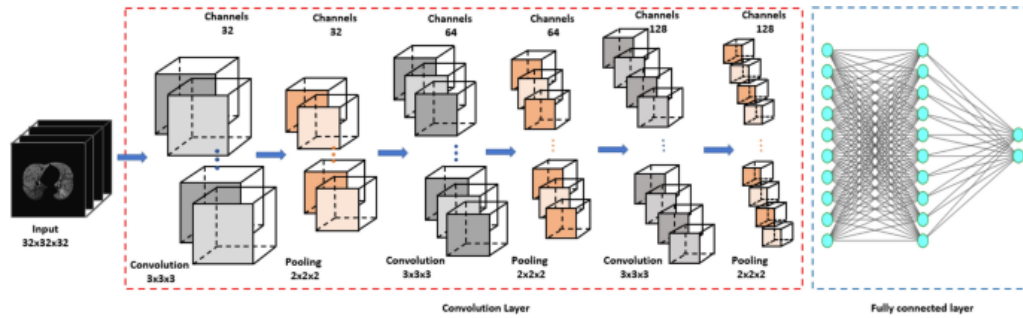 Channels
32
Channels
32
Channels
64
Channels
64
Channels
128
Channels
128
Input
32x32x32
Convolution
3x3x3
Pooling
2x2x2
Convolution
3x3x3
Pooling
2x2x2
Convolution
3x3x3
Pooling
2x2x2
Convolution Layer
Fully connected layer